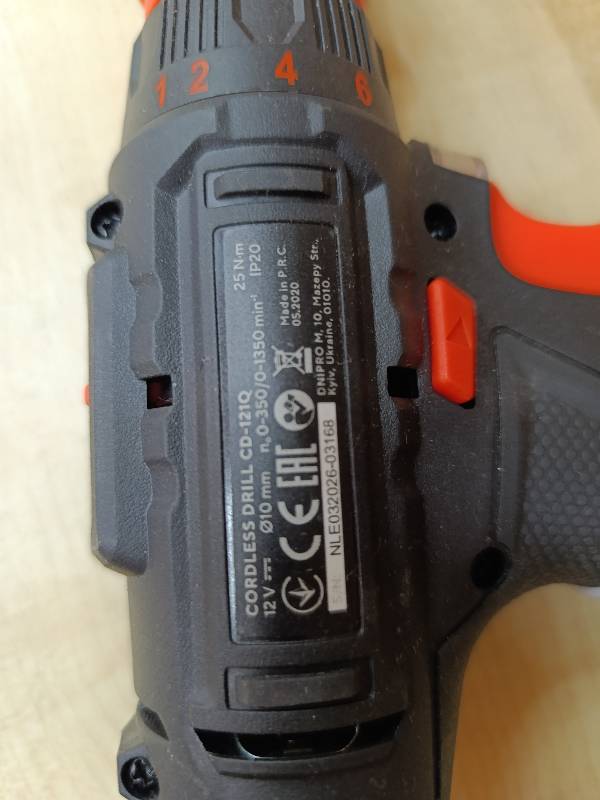 1 2 4 6
CORDLESS DRILL CD-121Q
12 V Ø10 mm n₀ 0-350/0-1350 min⁻¹ 25 N·m
IP20
CE EAC
Made in P.R.C.
05.2020
DNIPRO M, 10, Mazepy Str.,
Kyiv, Ukraine, 01010.
S/N NLE032026-03168